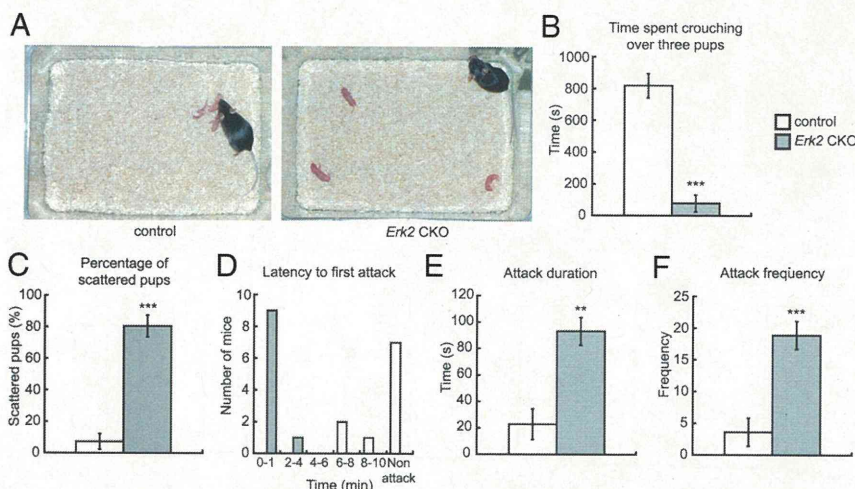 A
control
Erk2 CKO
B
Time spent crouching
over three pups
1000
800
600
400
200
0
Time (s)
***
control
Erk2 CKO
C
Percentage of
scattered pups
100
80
60
40
20
0
Scattered pups (%)
***
D
Latency to first attack
10
8
6
4
2
0
Number of mice
0-1 2-4 4-6 6-8 8-10 Non
attack
Time (min)
E
Attack duration
120
100
80
60
40
20
0
Time (s)
**
F
Attack frequency
25
20
15
10
5
0
Frequency
***